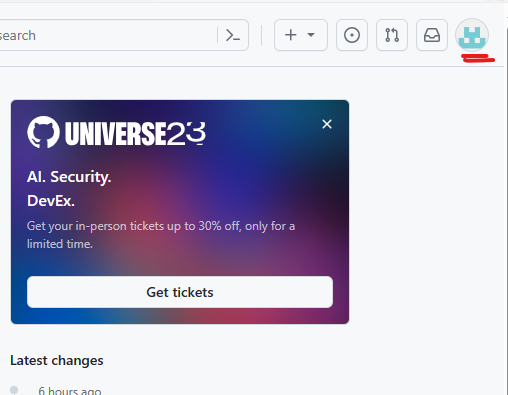 search
UNIVERSE23
AI. Security.
DevEx.
Get your in-person tickets up to 30% off, only for a
limited time.
Get tickets
Latest changes
6 hours ago